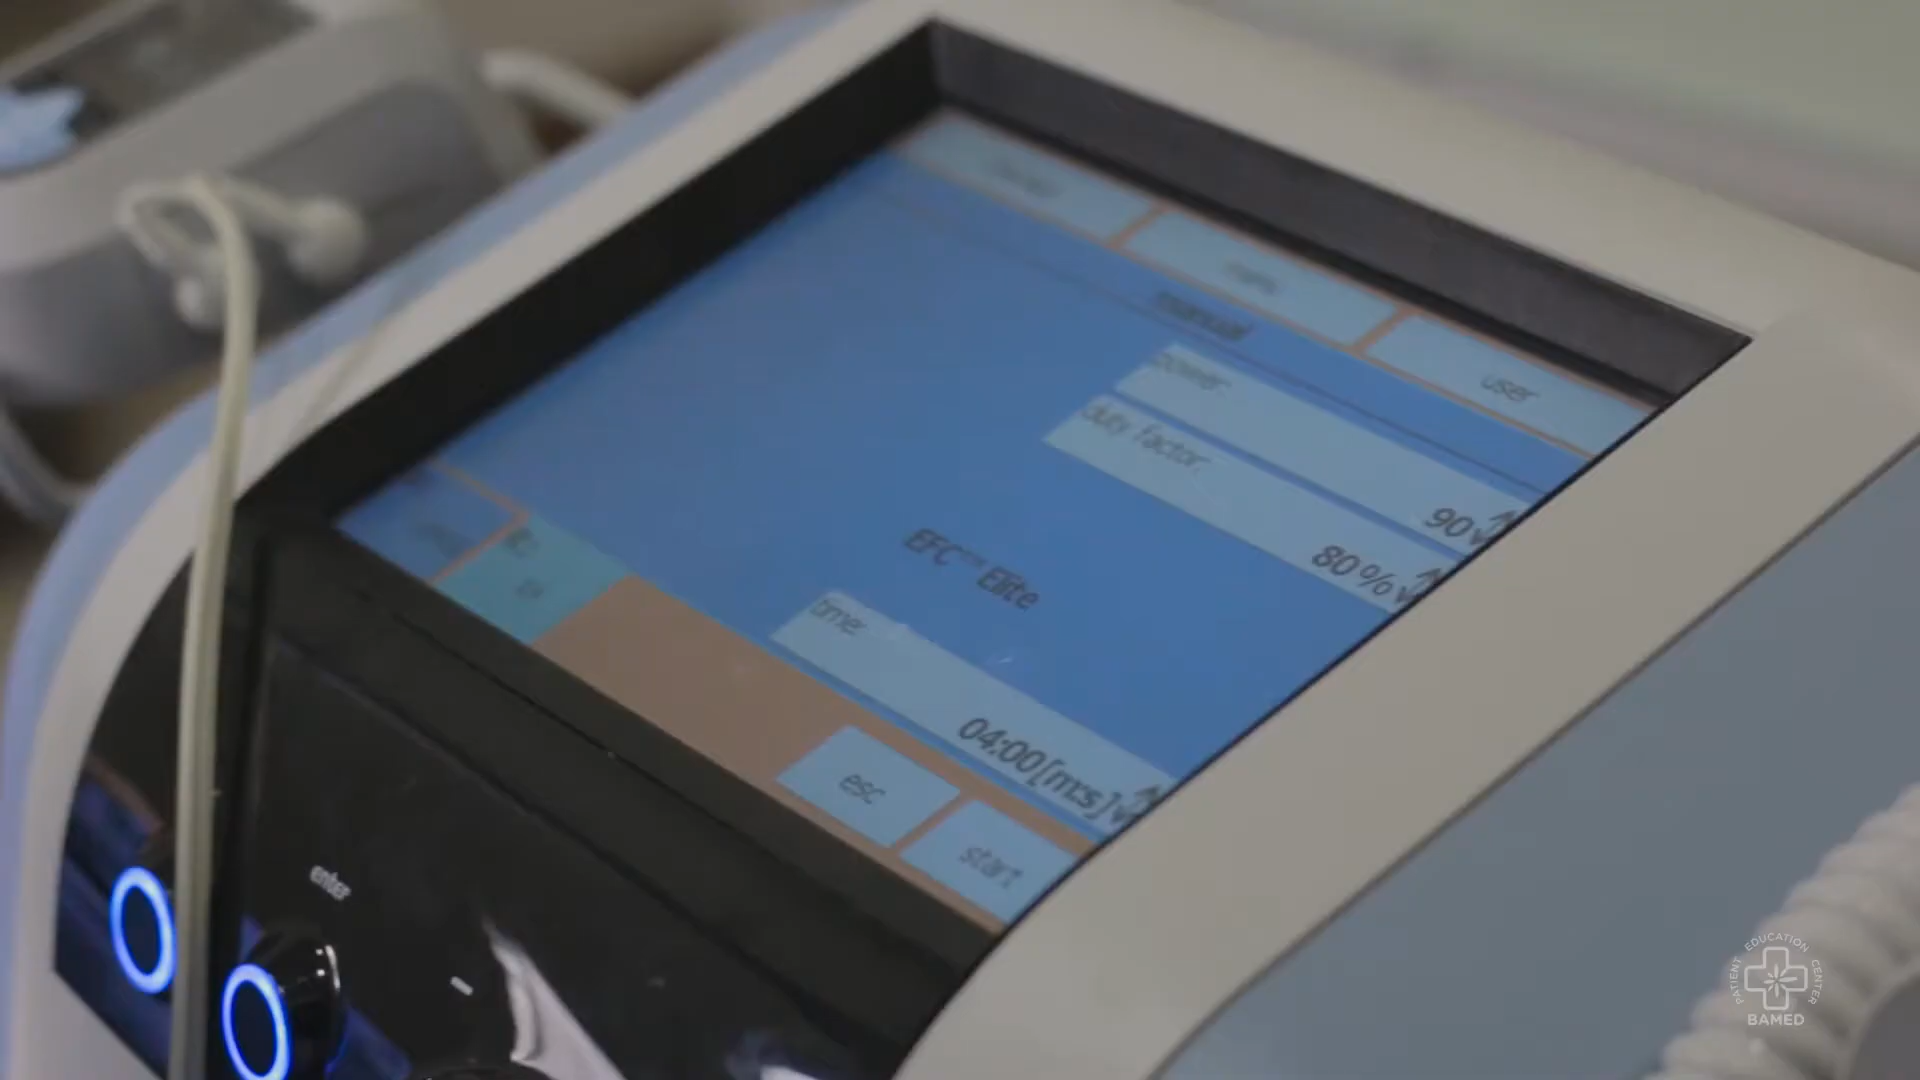 user
manual
power:
90
duty factor:
80%
EFC™ Elite
time:
04:00[m:s]
esc
start
enter
PATIENT EDUCATION CENTER
BAMED